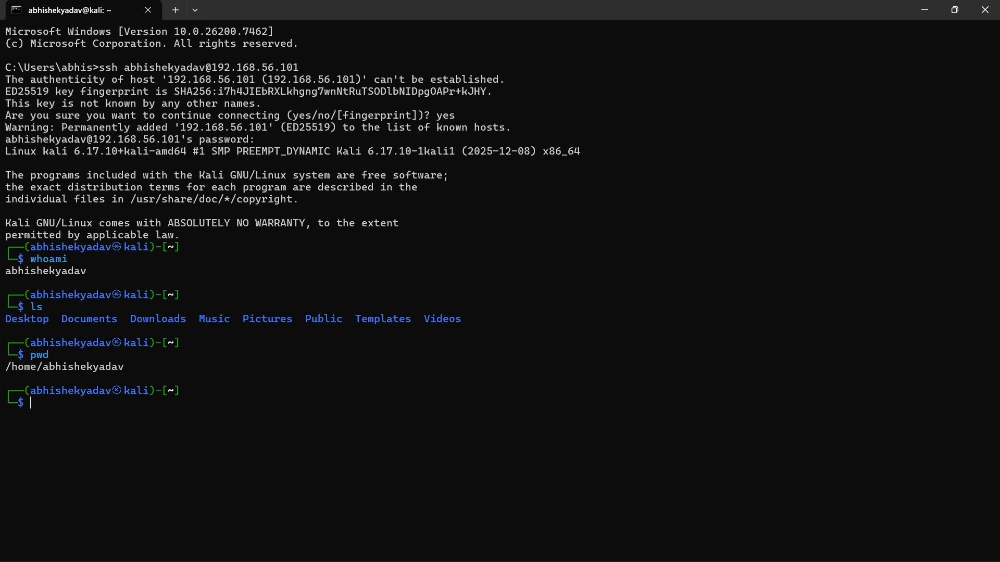 abhishekyadav@kali: ~
Microsoft Windows [Version 10.0.26200.7462]
(c) Microsoft Corporation. All rights reserved.
C:\Users\abhis>ssh abhishekyadav@192.168.56.101
The authenticity of host '192.168.56.101 (192.168.56.101)' can't be established.
ED25519 key fingerprint is SHA256:i7h4JIEbRXLkhgng7wnNtRuTSODlbNIDpgOAPr+kJHY.
This key is not known by any other names.
Are you sure you want to continue connecting (yes/no/[fingerprint])? yes
Warning: Permanently added '192.168.56.101' (ED25519) to the list of known hosts.
abhishekyadav@192.168.56.101's password:
Linux kali 6.17.10+kali-amd64 #1 SMP PREEMPT_DYNAMIC Kali 6.17.10-1kali1 (2025-12-08) x86_64
The programs included with the Kali GNU/Linux system are free software;
the exact distribution terms for each program are described in the
individual files in /usr/share/doc/*/copyright.
Kali GNU/Linux comes with ABSOLUTELY NO WARRANTY, to the extent
permitted by applicable law.
┌──(abhishekyadav㉿kali)-[~]
└─$ whoami
abhishekyadav
┌──(abhishekyadav㉿kali)-[~]
└─$ ls
Desktop  Documents  Downloads  Music  Pictures  Public  Templates  Videos
┌──(abhishekyadav㉿kali)-[~]
└─$ pwd
/home/abhishekyadav
┌──(abhishekyadav㉿kali)-[~]
└─$